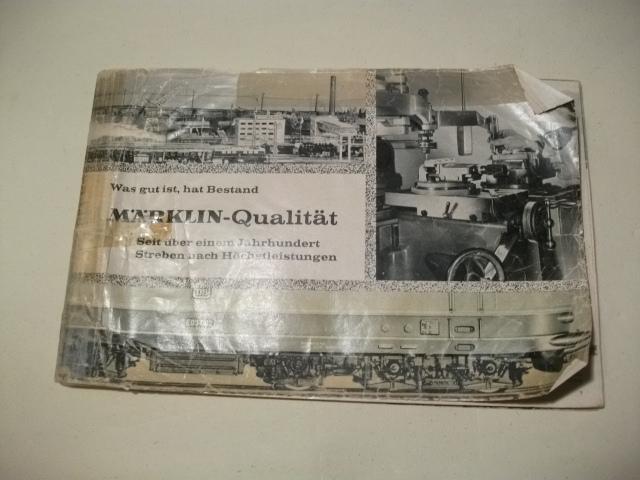 Was gut ist, hat Bestand
MÄRKLIN-Qualität
Seit über einem Jahrhundert
Streben nach Höchstleistungen